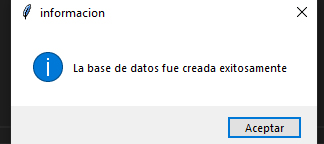 informacion
La base de datos fue creada exitosamente
Aceptar